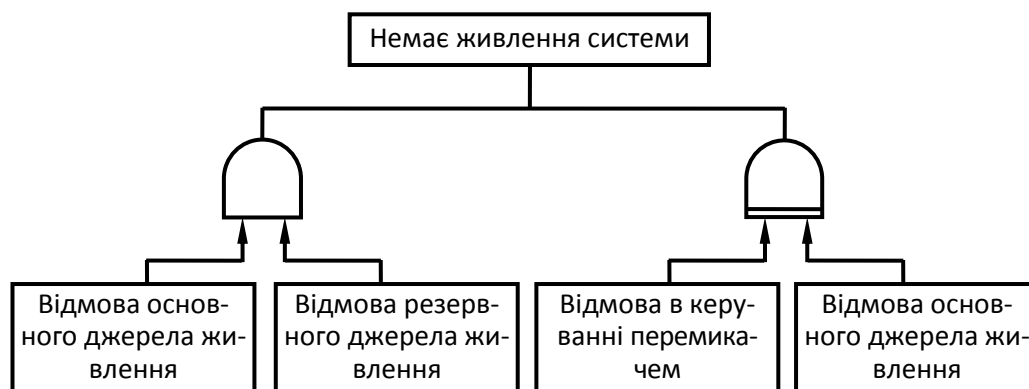 Немає живлення системи
Відмова основ-
ного джерела жи-
влення
Відмова резерв-
ного джерела жи-
влення
Відмова в керу-
ванні перемика-
чем
Відмова основ-
ного джерела жи-
влення